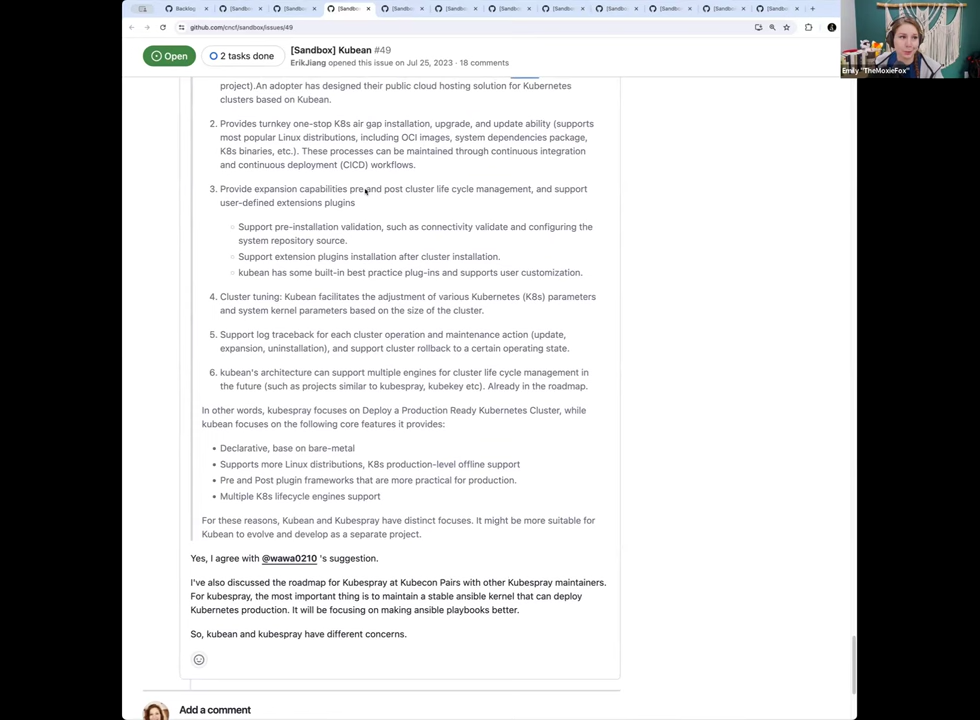 Backlog
[Sandbox]
[Sandbox]
[Sandb
[Sandbox]
[Sandbox]
[Sandbox]
[Sandbox]
[Sandbox]
[Sandbox]
[Sandbox]
[Sandbox]
github.com/cncf/sandbox/issues/49
Emily "TheMoxieFox"
Open
2 tasks done
[Sandbox] Kubean #49
ErikJiang opened this issue on Jul 25, 2023 · 18 comments
project).An adopter has designed their public cloud hosting solution for Kubernetes
clusters based on Kubean.
2. Provides turnkey one-stop K8s air gap installation, upgrade, and update ability (supports
most popular Linux distributions, including OCI images, system dependencies package,
K8s binaries, etc.). These processes can be maintained through continuous integration
and continuous deployment (CICD) workflows.
3. Provide expansion capabilities pre and post cluster life cycle management, and support
user-defined extensions plugins
Support pre-installation validation, such as connectivity validate and configuring the
system repository source.
Support extension plugins installation after cluster installation.
kubean has some built-in best practice plug-ins and supports user customization.
4. Cluster tuning: Kubean facilitates the adjustment of various Kubernetes (K8s) parameters
and system kernel parameters based on the size of the cluster.
5. Support log traceback for each cluster operation and maintenance action (update,
expansion, uninstallation), and support cluster rollback to a certain operating state.
6. kubean's architecture can support multiple engines for cluster life cycle management in
the future (such as projects similar to kubespray, kubekey etc). Already in the roadmap.
In other words, kubespray focuses on Deploy a Production Ready Kubernetes Cluster, while
kubean focuses on the following core features it provides:
• Declarative, base on bare-metal
• Supports more Linux distributions, K8s production-level offline support
• Pre and Post plugin frameworks that are more practical for production.
• Multiple K8s lifecycle engines support
For these reasons, Kubean and Kubespray have distinct focuses. It might be more suitable for
Kubean to evolve and develop as a separate project.
Yes, I agree with @wawa0210 's suggestion.
I've also discussed the roadmap for Kubespray at Kubecon Pairs with other Kubespray maintainers.
For kubespray, the most important thing is to maintain a stable ansible kernel that can deploy
Kubernetes production. It will be focusing on making ansible playbooks better.
So, kubean and kubespray have different concerns.
Add a comment